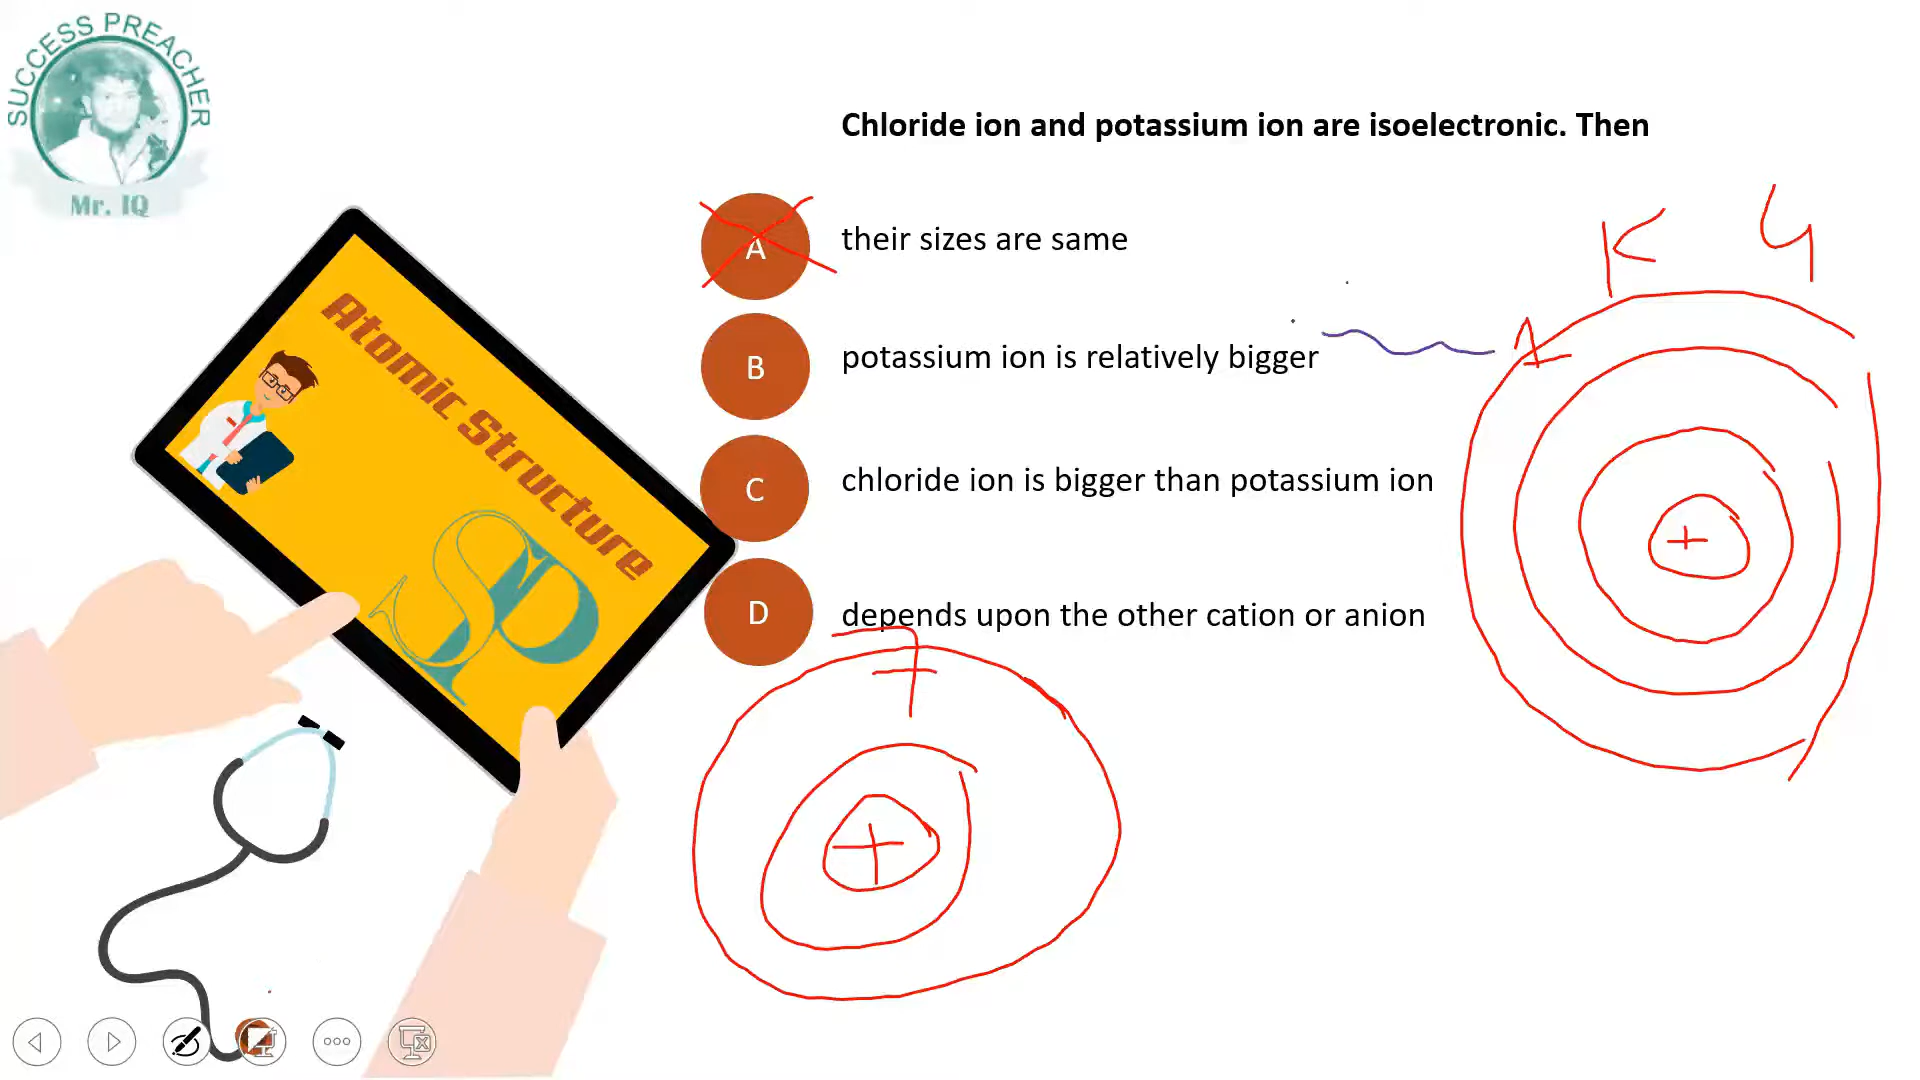 SUCCESS PREACHER
Mr. IQ
Chloride ion and potassium ion are isoelectronic. Then
A
their sizes are same
B
potassium ion is relatively bigger
C
chloride ion is bigger than potassium ion
D
depends upon the other cation or anion
Atomic Structure
SP
K
+
+